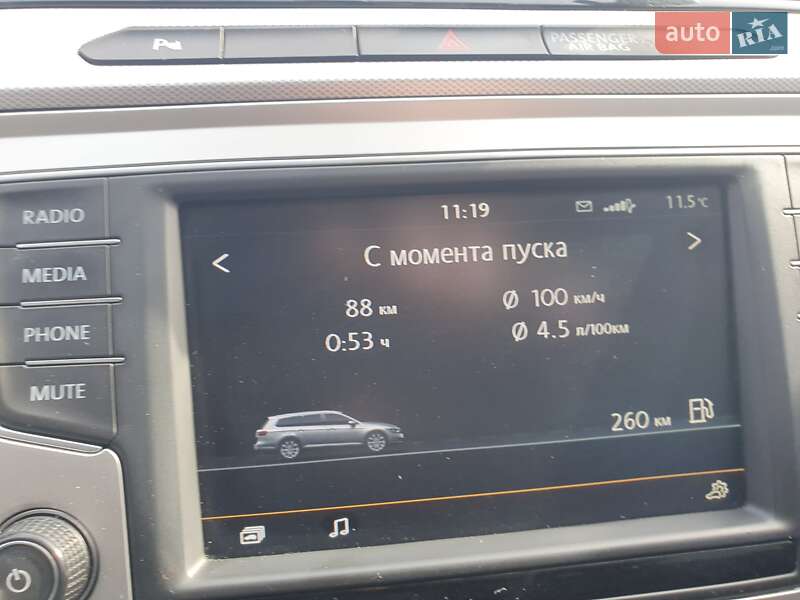 auto RIA
.com
P
PASSENGER
AIR BAG
RADIO
MEDIA
PHONE
MUTE
11:19
11.5°C
С момента пуска
88 км
Ø 100 км/ч
0:53 ч
Ø 4.5 л/100км
260 км